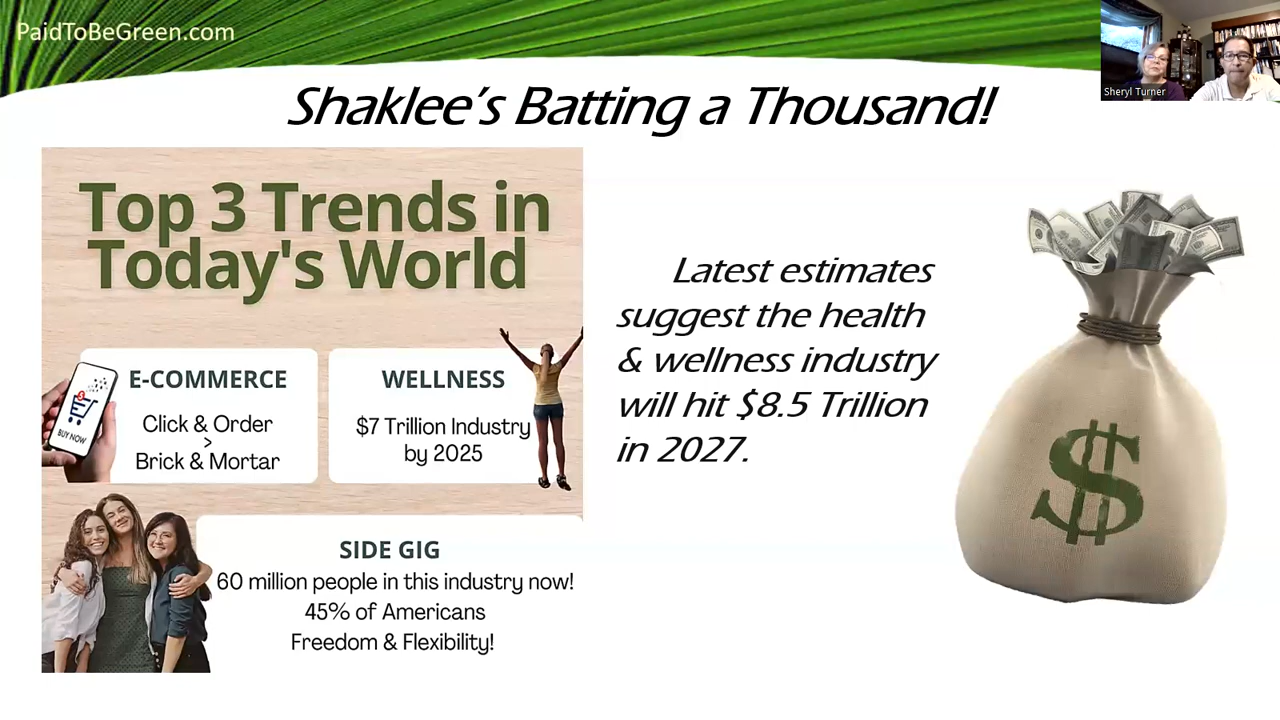 PaidToBeGreen.com
Sheryl Turner
Shaklee's Batting a Thousand!
Top 3 Trends in
Today's World
E-COMMERCE
Click & Order
>
Brick & Mortar
BUY NOW
WELLNESS
$7 Trillion Industry
by 2025
SIDE GIG
60 million people in this industry now!
45% of Americans
Freedom & Flexibility!
Latest estimates
suggest the health
& wellness industry
will hit $8.5 Trillion
in 2027.
$